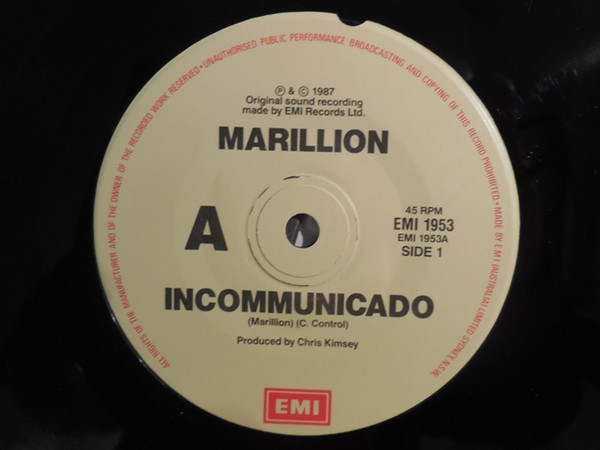 ALL RIGHTS OF THE MANUFACTURER AND OF THE OWNER OF THE RECORDED WORK RESERVED • UNAUTHORISED PUBLIC PERFORMANCE BROADCASTING AND COPYING OF THIS RECORD PROHIBITED • MADE BY EMI (AUSTRALIA) LIMITED SYDNEY N.S.W.
Ⓟ & © 1987
Original sound recording
made by EMI Records Ltd.
MARILLION
A
45 RPM
EMI 1953
EMI 1953A
SIDE 1
INCOMMUNICADO
(Marillion) (C. Control)
Produced by Chris Kimsey
EMI